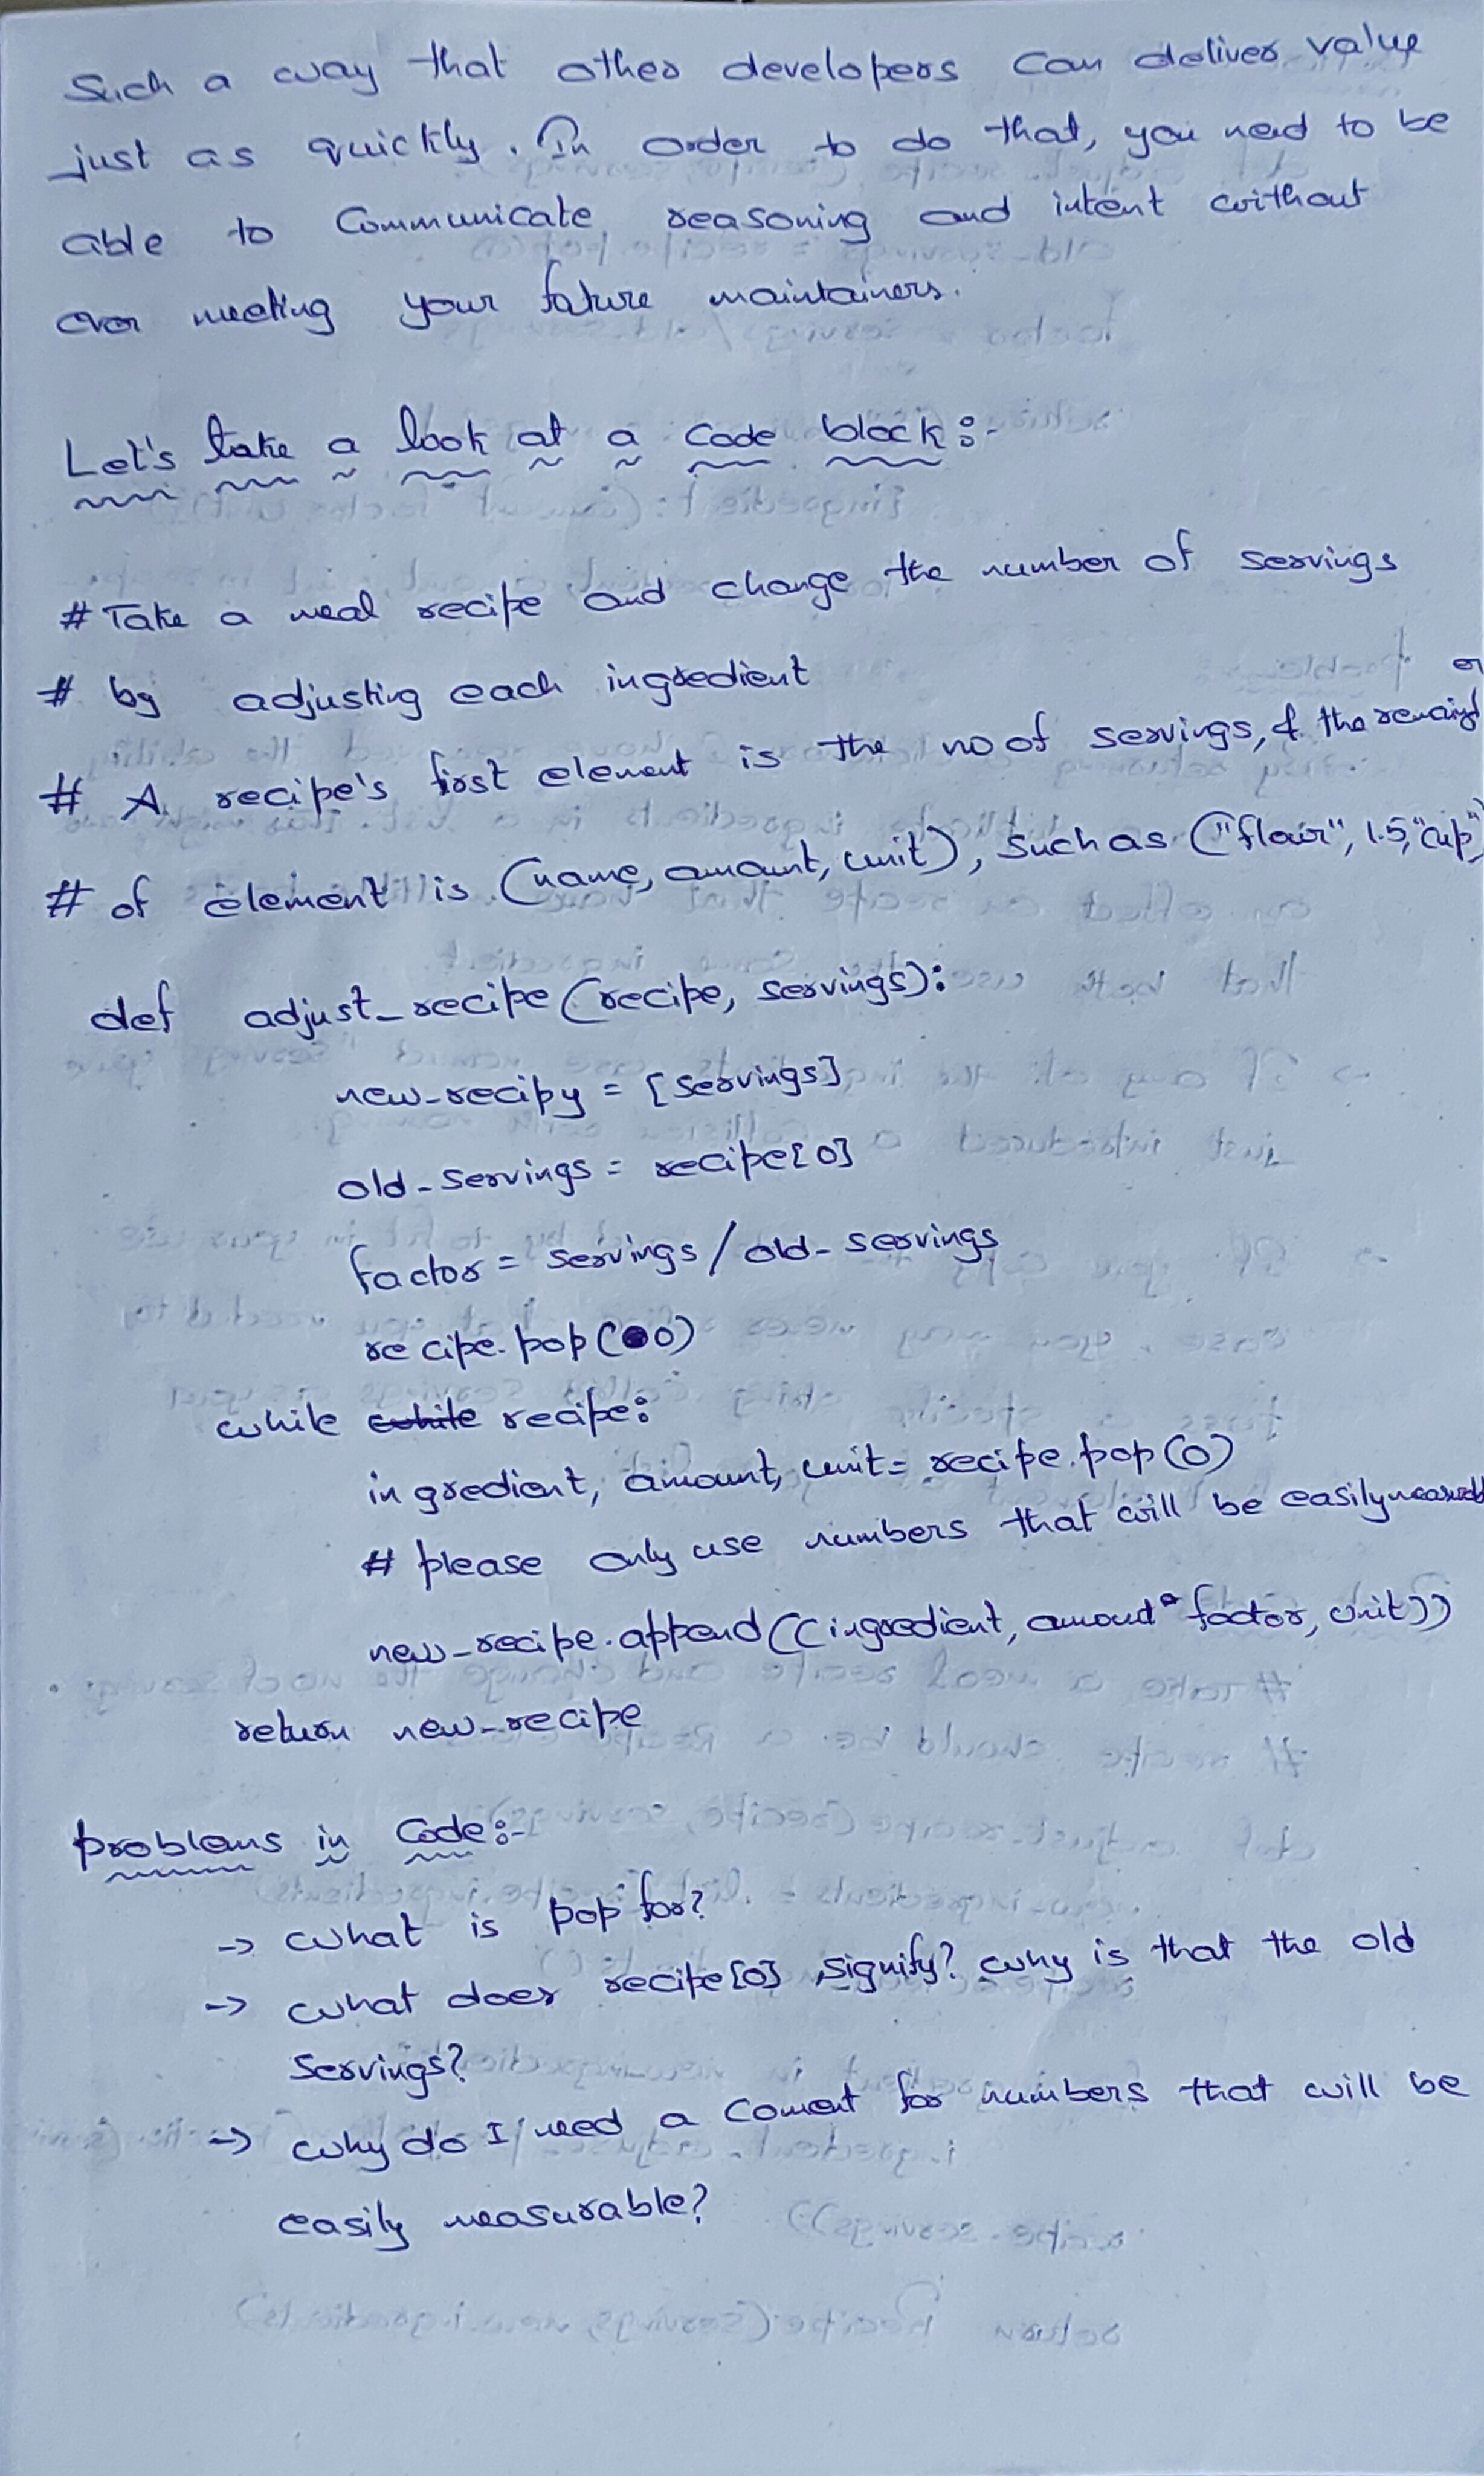 Such a way that other developers can deliver value
just as quickly. In order to do that, you need to be
able to Communicate reasoning and intent without
ever meeting your future maintainers.
Let's take a look at a code block:-
# Take a meal recipe and change the number of servings
# by adjusting each ingredient
# A recipe's first element is the no of servings, & the remaind
er
# of element is (name, amount, unit), such as ("flour", 1.5, "cup")
def adjust_recipe(recipe, servings):
new_recipy = [servings]
old_servings = recipe[0]
factor = servings / old_servings
recipe.pop(0)
while while recipe:
ingredient, amount, unit = recipe.pop(0)
# please only use numbers that will be easily
new_recipe.append((ingredient, amount * factor, unit))
return new_recipe
problems in Code:-
-> what is pop for?
-> what does recipe[0] signify? why is that the old
Servings?
-> why do I need a Coment for numbers that will be
easily measurable?